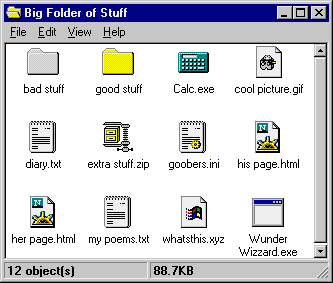 Big Folder of Stuff
File Edit View Help
bad stuff good stuff Calc.exe cool picture.gif
diary.txt extra stuff.zip goobers.ini his page.html
her page.html my poems.txt whatsthis.xyz Wunder
Wizzard.exe
12 object(s) 88.7KB